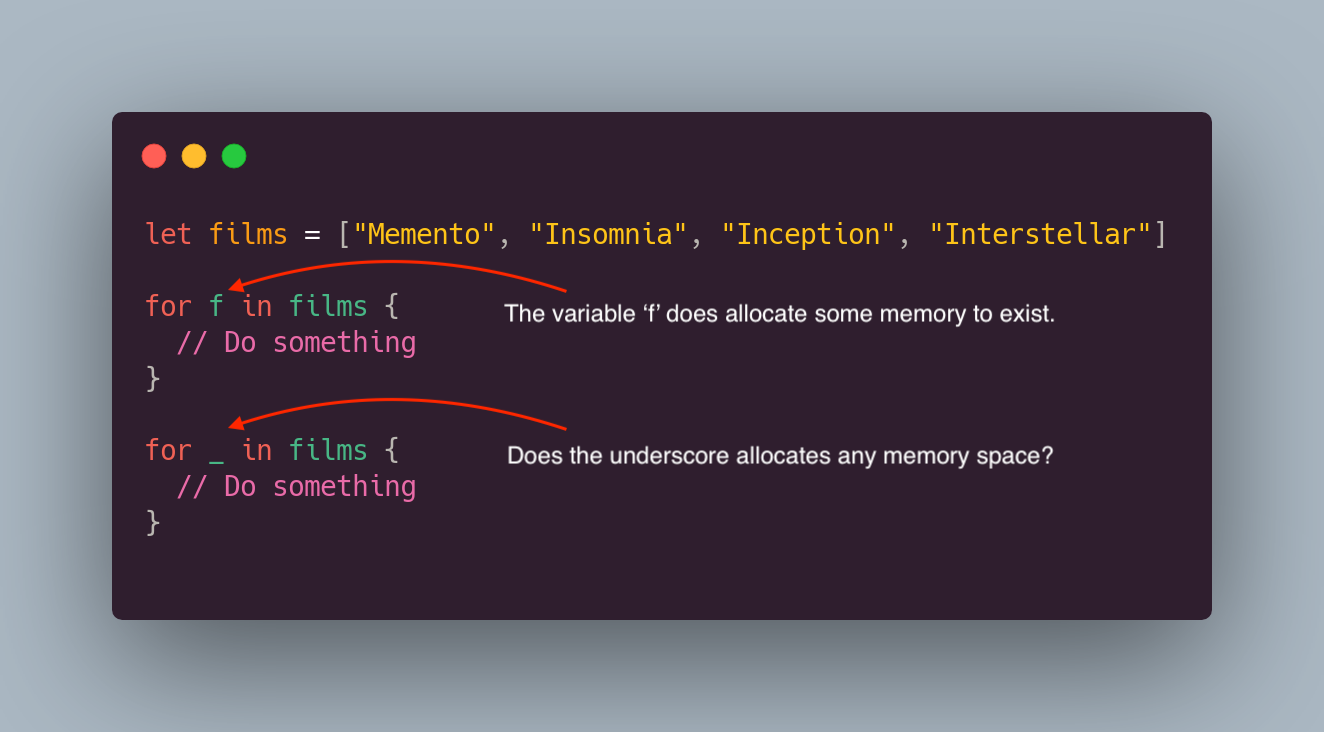 let films = ["Memento", "Insomnia", "Inception", "Interstellar"]
for f in films {
The variable ‘f’ does allocate some memory to exist.
// Do something
}
for _ in films {
Does the underscore allocates any memory space?
// Do something
}